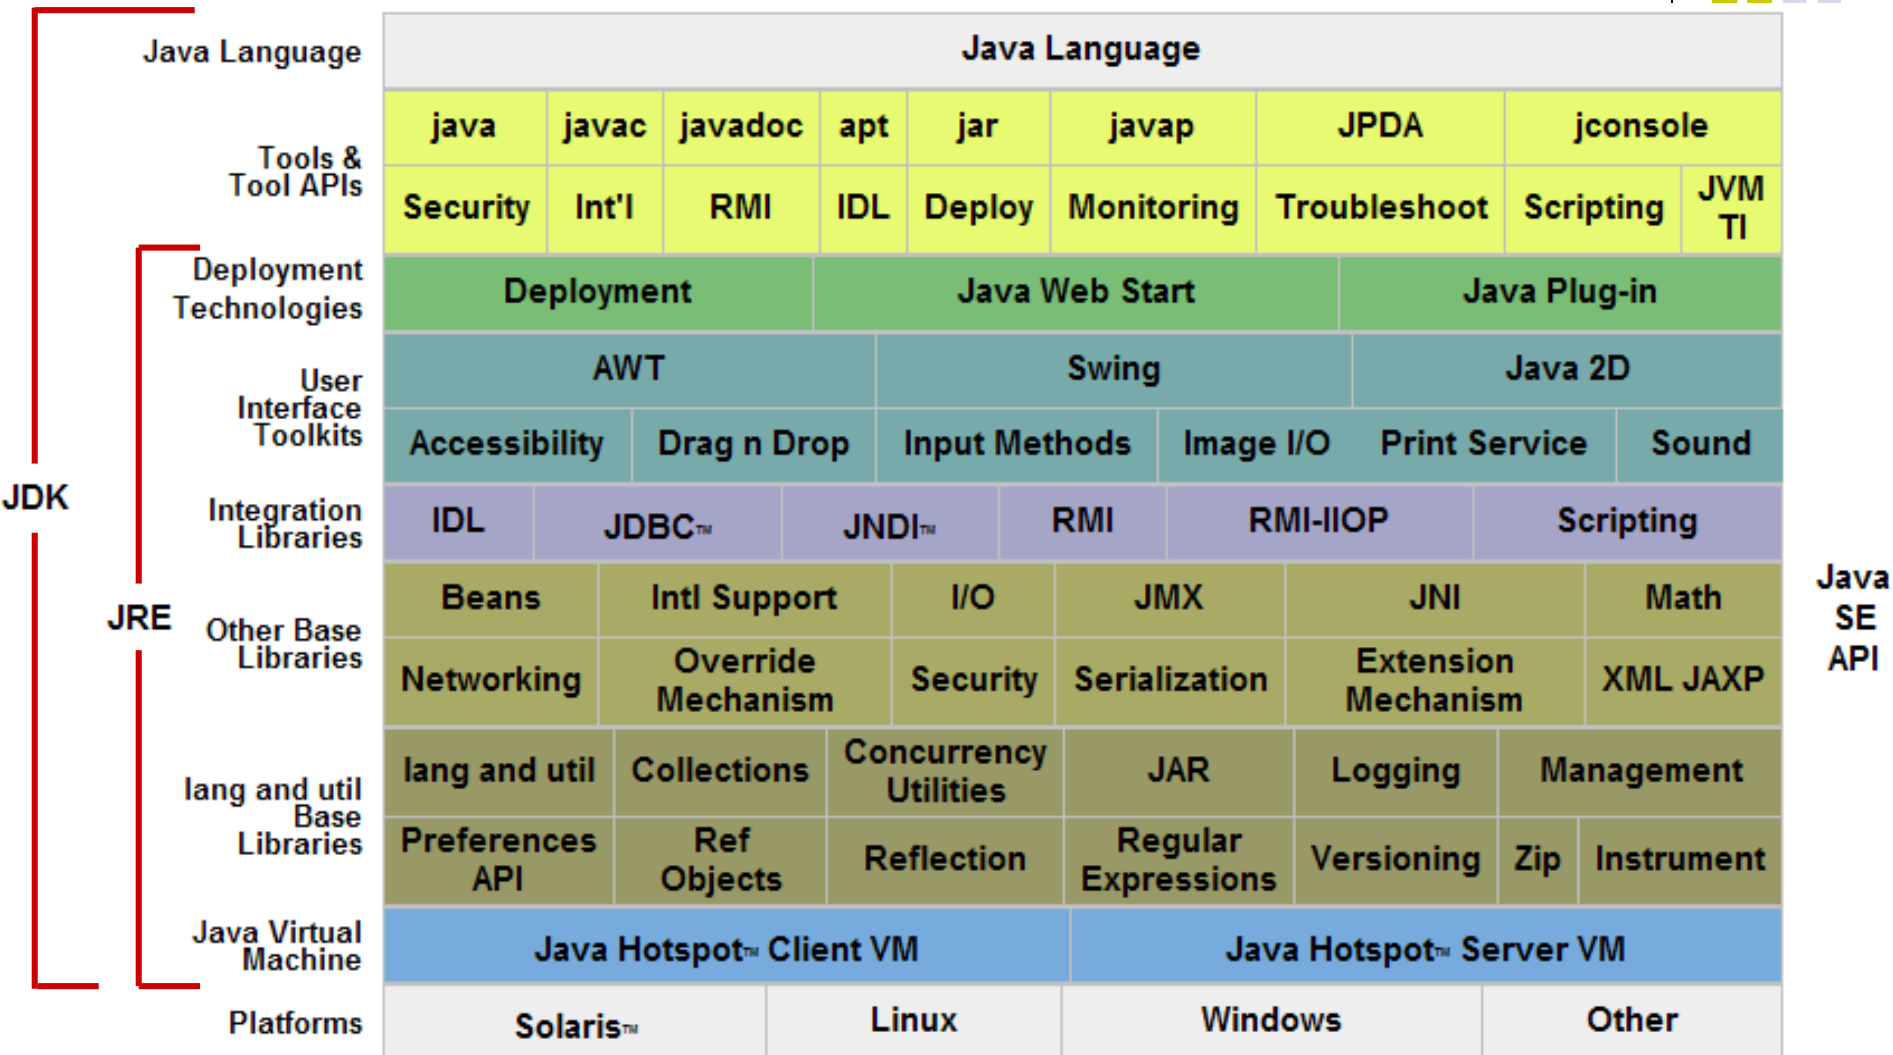 Java Language
Java Language
Tools &
Tool APIs
java javac javadoc apt jar javap JPDA jconsole
Security Int'l RMI IDL Deploy Monitoring Troubleshoot Scripting JVM
TI
Deployment
Technologies
Deployment Java Web Start Java Plug-in
User
Interface
Toolkits
AWT Swing Java 2D
Accessibility Drag n Drop Input Methods Image I/O Print Service Sound
JDK
Integration
Libraries
IDL JDBC™ JNDI™ RMI RMI-IIOP Scripting
JRE
Other Base
Libraries
Beans Intl Support I/O JMX JNI Math
Networking Override
Mechanism Security Serialization Extension
Mechanism XML JAXP
Java
SE
API
lang and util
Base
Libraries
lang and util Collections Concurrency
Utilities JAR Logging Management
Preferences
API Ref
Objects Reflection Regular
Expressions Versioning Zip Instrument
Java Virtual
Machine
Java Hotspot™ Client VM Java Hotspot™ Server VM
Platforms
Solaris™ Linux Windows Other